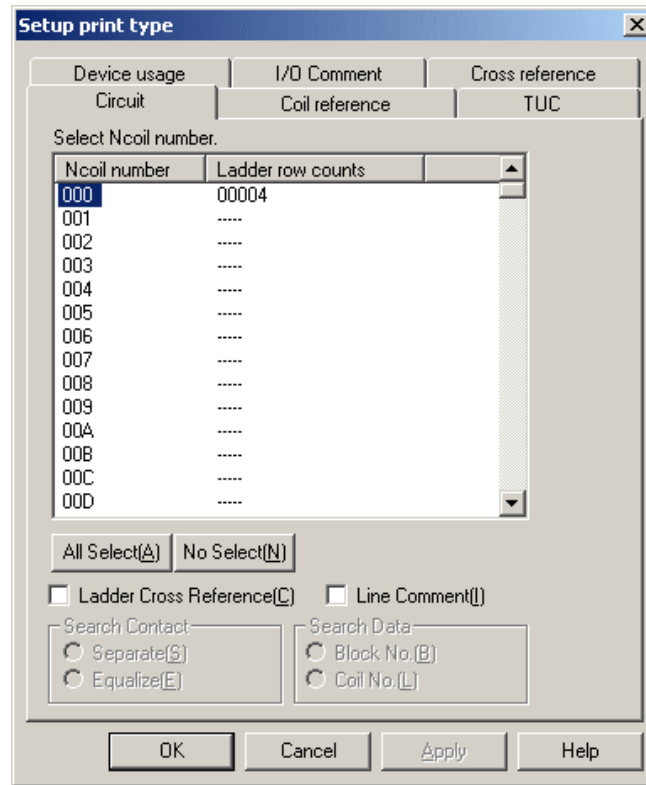 Setup print type
Device usage I/O Comment Cross reference
Circuit Coil reference TUC
Select Ncoil number.
Ncoil number Ladder row counts
000 00004
001 -----
002 -----
003 -----
004 -----
005 -----
006 -----
007 -----
008 -----
009 -----
00A -----
00B -----
00C -----
00D -----
All Select(A) No Select(N)
Ladder Cross Reference(C) Line Comment(I)
Search Contact Search Data
Separate(S) Block No.(B)
Equalize(E) Coil No.(L)
OK Cancel Apply Help